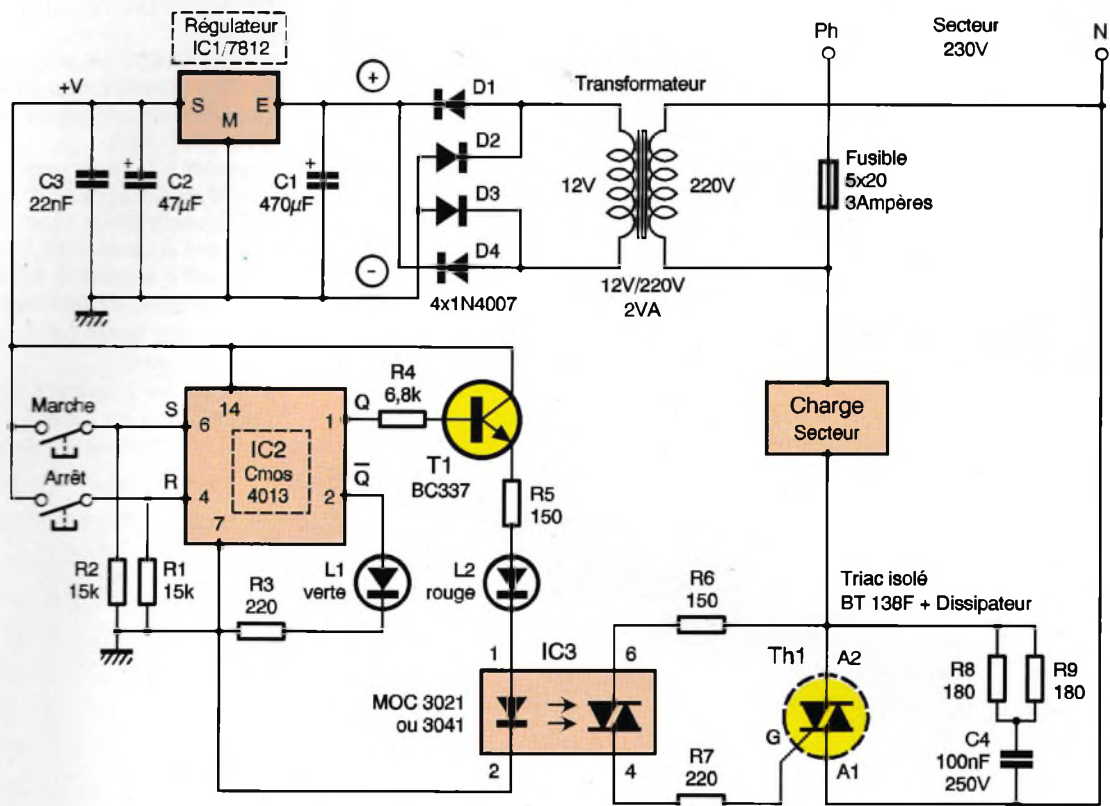 Régulateur
IC1/7812
Ph
Secteur
230V
N
+V
S
E
M
+
D1
Transformateur
D2
C3
22nF
+
C2
47µF
C1
470µF
+
12V
220V
Fusible
5x20
3Ampères
D3
-
D4
4x1N4007
12V/220V
2VA
R4
6,8k
Marche
S
14
6
Q
1
IC2
Cmos
4013
T1
BC337
Charge
Secteur
Arrêt
R
4
Q
2
7
R5
150
R2
15k
R1
15k
R3
220
L1
verte
L2
rouge
R6
150
Triac isolé
BT 138F + Dissipateur
1
IC3
6
Th1
A2
R8
180
R9
180
MOC 3021
ou 3041
G
2
4
R7
220
A1
C4
100nF
250V